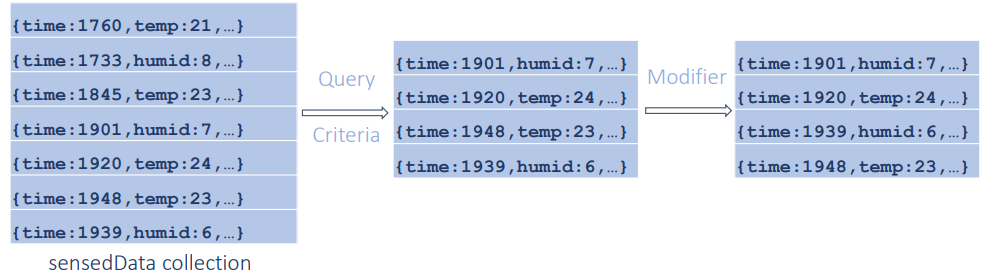 {time:1760,temp:21,…}
{time:1733,humid:8,…}
{time:1845,temp:23,…}
{time:1901,humid:7,…}
{time:1920,temp:24,…}
{time:1948,temp:23,…}
{time:1939,humid:6,…}
sensedData collection
Query
Criteria
{time:1901,humid:7,…}
{time:1920,temp:24,…}
{time:1948,temp:23,…}
{time:1939,humid:6,…}
Modifier
{time:1901,humid:7,…}
{time:1920,temp:24,…}
{time:1939,humid:6,…}
{time:1948,temp:23,…}